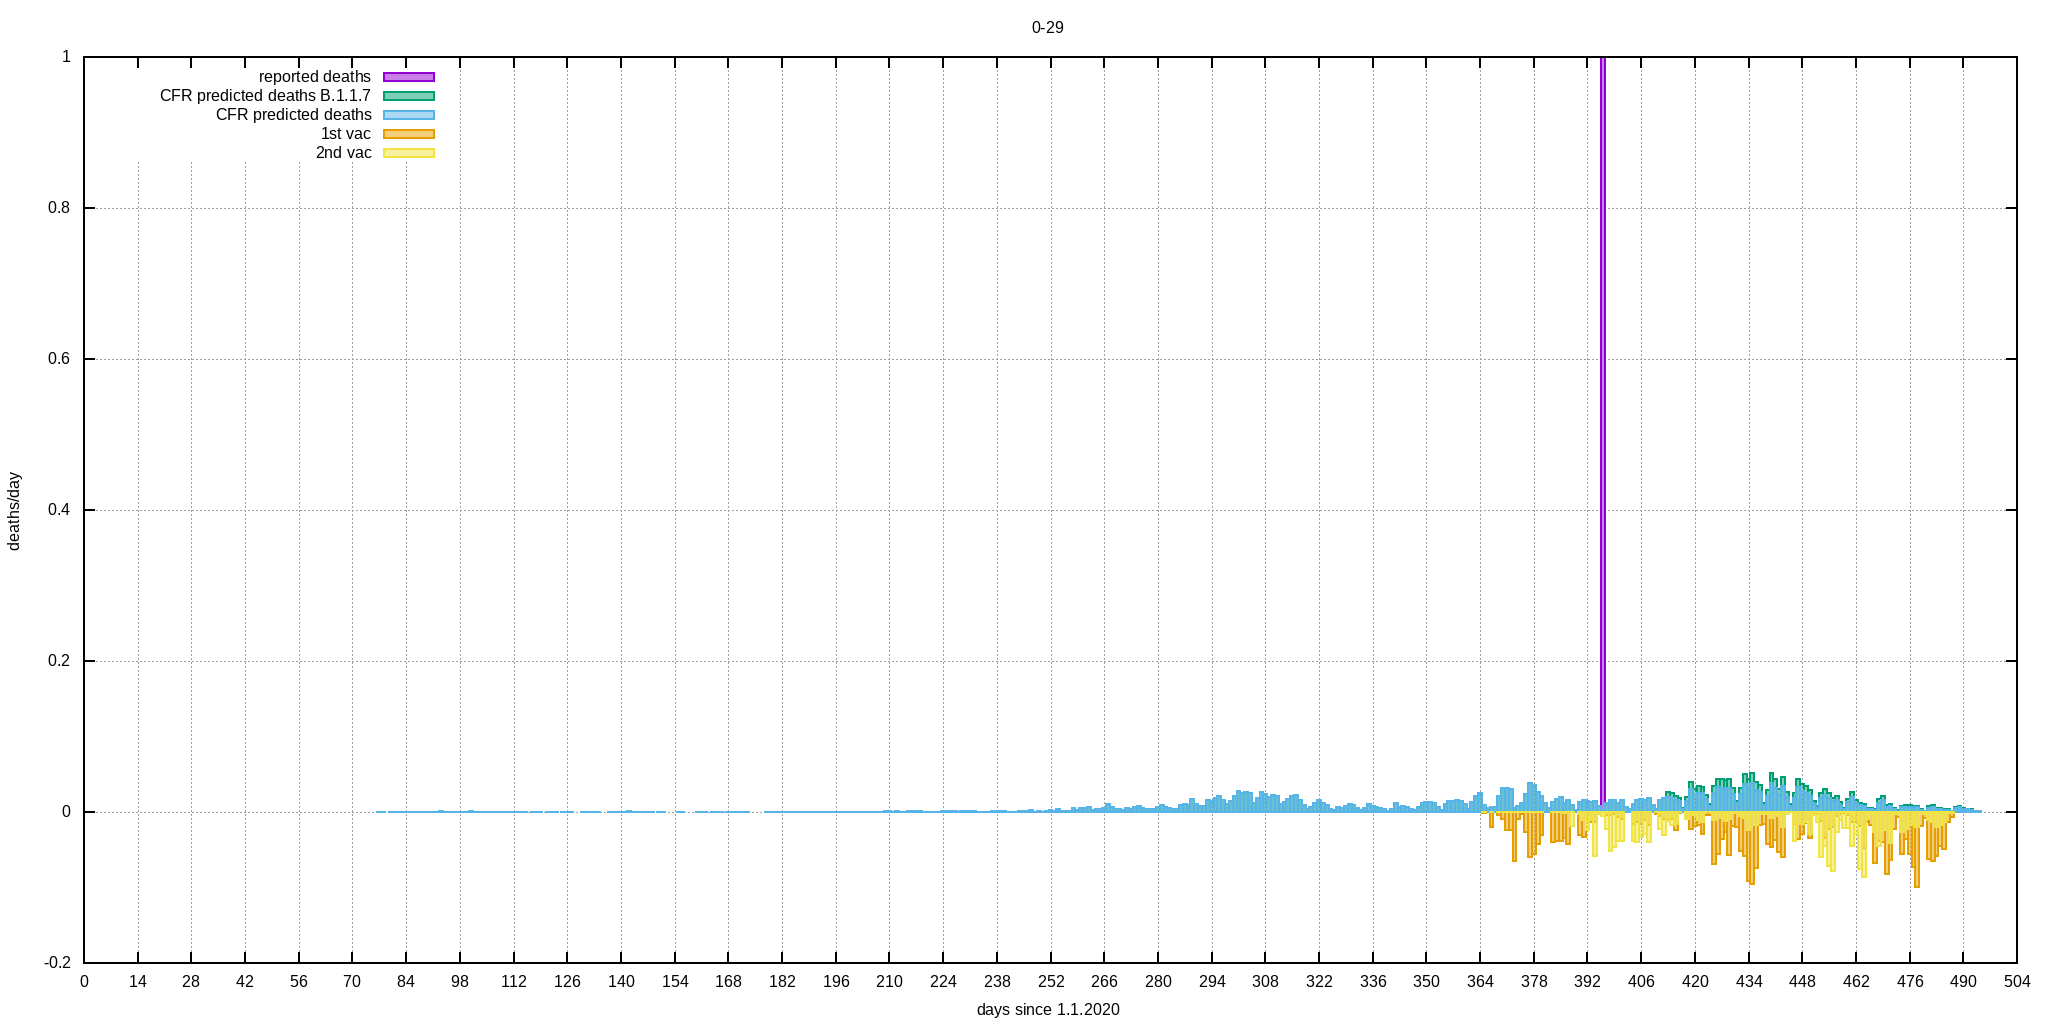 0-29
1
reported deaths
CFR predicted deaths B.1.1.7
CFR predicted deaths
1st vac
2nd vac
0.8
0.6
deaths/day
0.4
0.2
0
-0.2
0 14 28 42 56 70 84 98 112 126 140 154 168 182 196 210 224 238 252 266 280 294 308 322 336 350 364 378 392 406 420 434 448 462 476 490 504
days since 1.1.2020